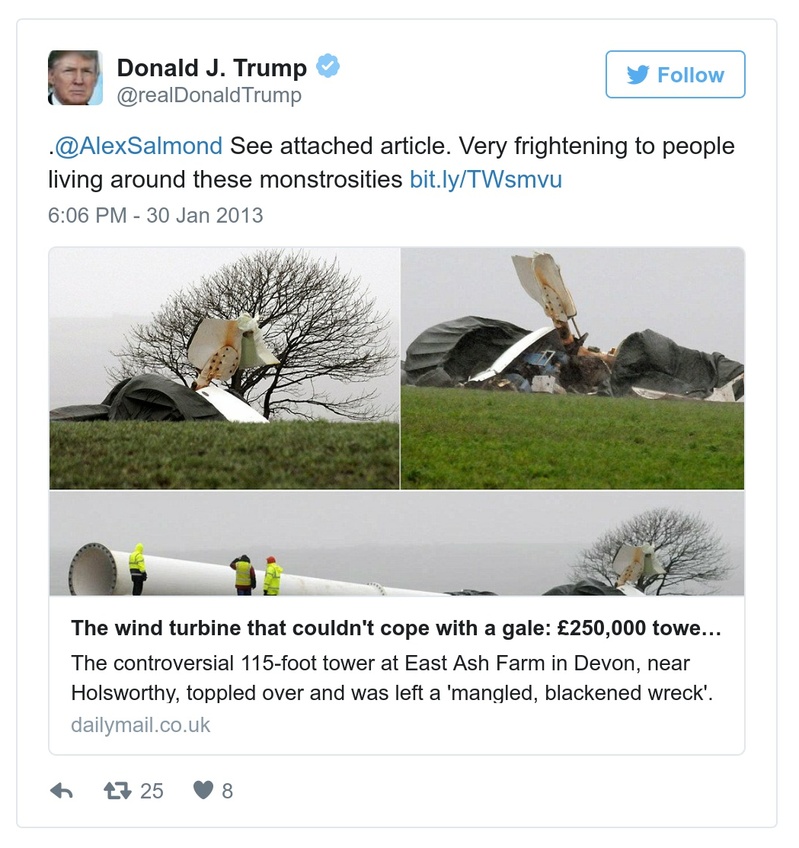 Donald J. Trump
@realDonaldTrump
Follow
.@AlexSalmond See attached article. Very frightening to people
living around these monstrosities bit.ly/TWsmvu
6:06 PM - 30 Jan 2013
The wind turbine that couldn't cope with a gale: £250,000 towe...
The controversial 115-foot tower at East Ash Farm in Devon, near
Holsworthy, toppled over and was left a 'mangled, blackened wreck'.
dailymail.co.uk
25
8